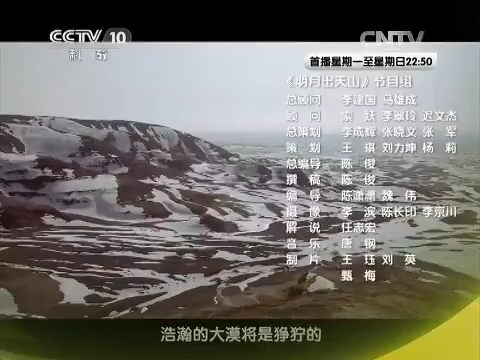 CCTV 10
科教
CNTV
首播星期一至星期日22:50
《明月出天山》节目组
总顾问 李建国 马雄成
顾问 索跃 李翠玲 迟文杰
总策划 李成辉 张晓文 张军
策划 王琪 刘力坤 杨莉
总编导 陈俊
撰稿 陈俊
编导 陈潇潇 魏伟
摄像 李滨 陈长印 李宗川
解说 任志宏
音乐 唐钢
制片 王珏 刘英
甄梅
浩瀚的大漠将是狰狞的